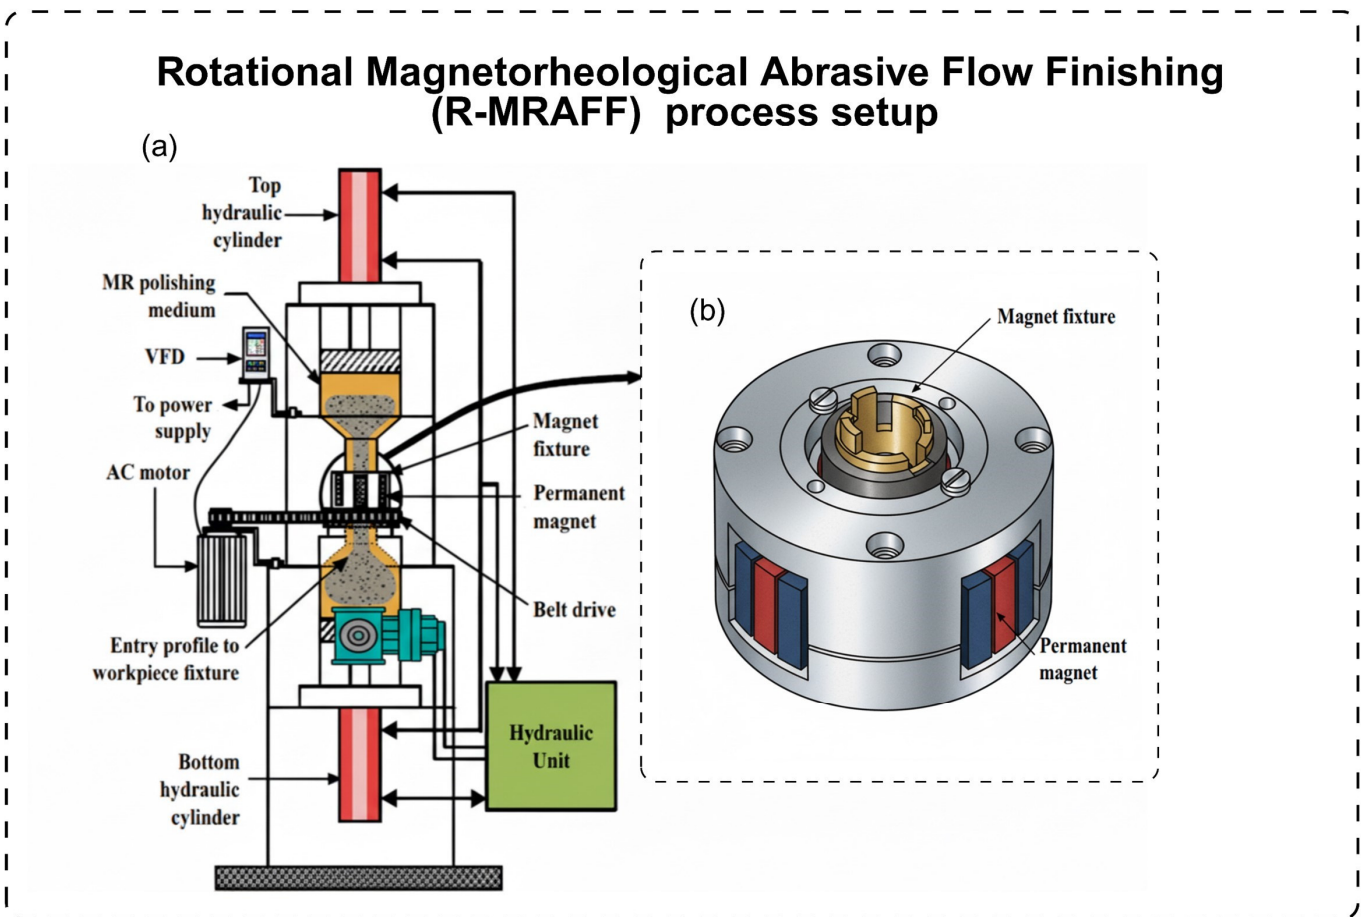 Rotational Magnetorheological Abrasive Flow Finishing
(R-MRAFF) process setup
(a)
Top
hydraulic
cylinder
MR polishing
medium
VFD
To power
supply
AC motor
Magnet
fixture
Permanent
magnet
Belt drive
Entry profile to
workpiece fixture
Hydraulic
Unit
Bottom
hydraulic
cylinder
(b)
Magnet fixture
Permanent
magnet